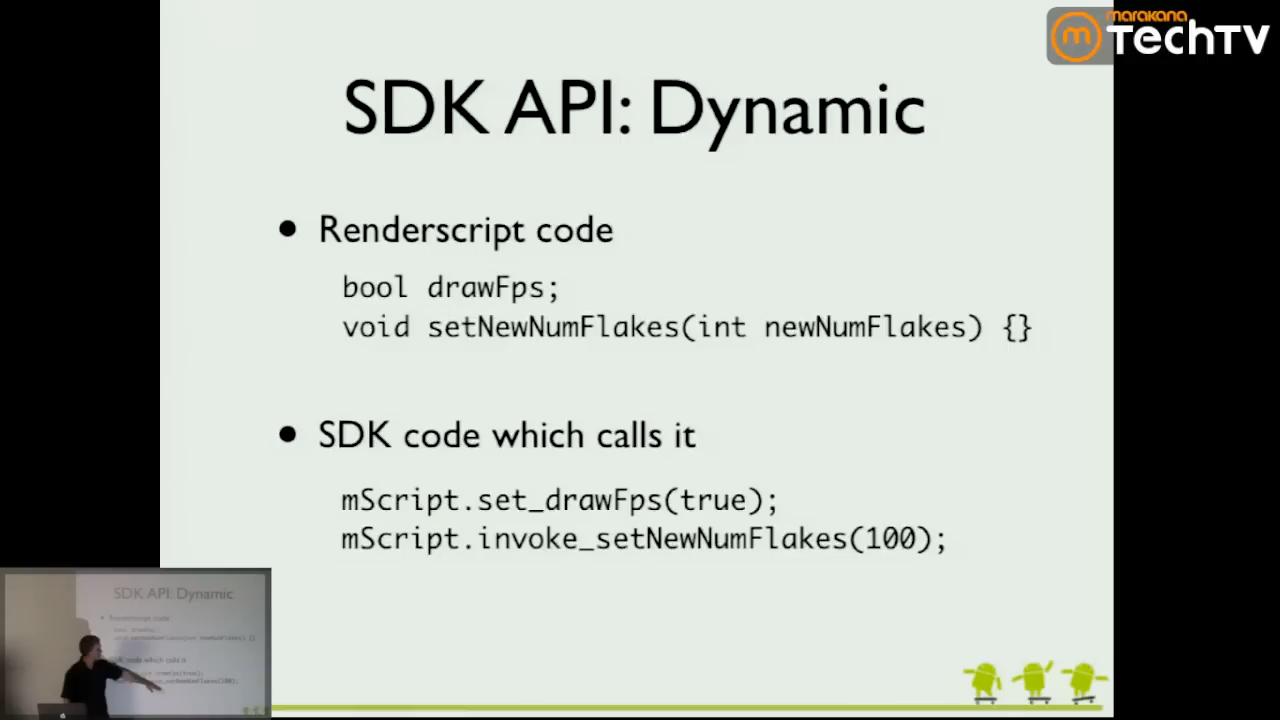 marakana
TechTV
SDK API: Dynamic
• Renderscript code
bool drawFps;
void setNewNumFlakes(int newNumFlakes) {}
• SDK code which calls it
mScript.set_drawFps(true);
mScript.invoke_setNewNumFlakes(100);
SDK API: Dynamic